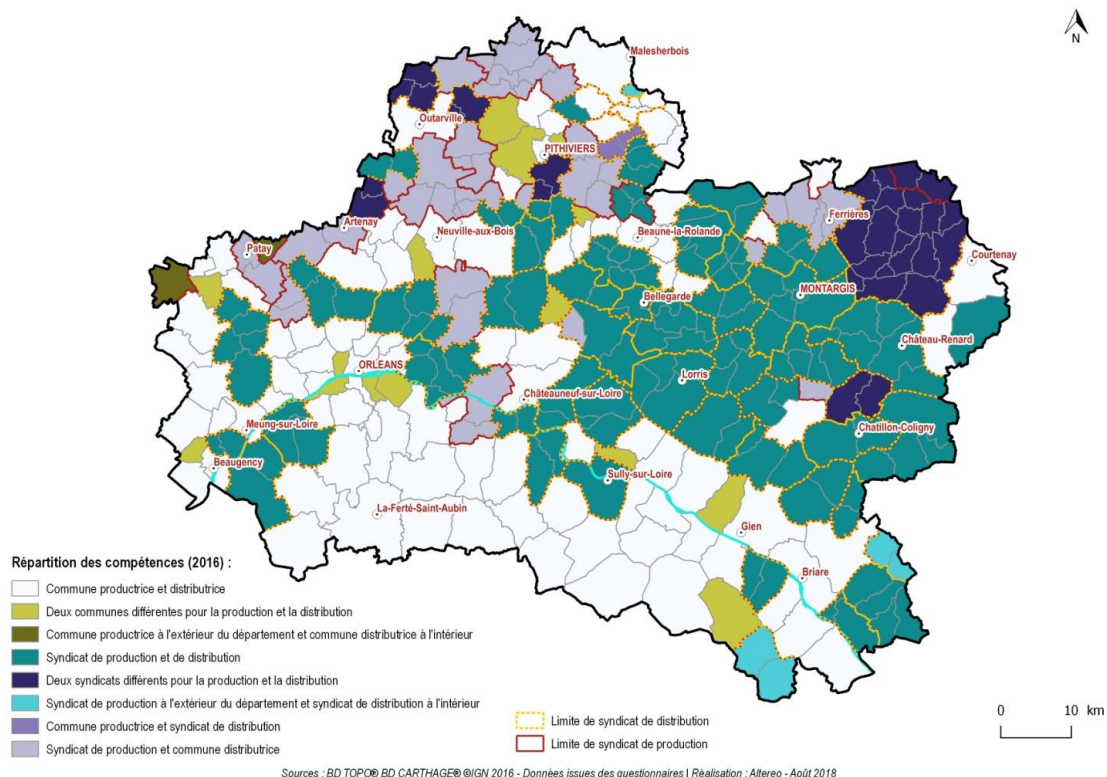 N
Malesherbois
Outarville
PITHIVIERS
Artenay
Neuville-aux-Bois
Beaune-la-Rolande
Ferrières
Patay
Courtenay
MONTARGIS
Bellegarde
Château-Renard
ORLEANS
Lorris
Châteauneuf-sur-Loire
Meung-sur-Loire
Chatillon-Coligny
Beaugency
Sully-sur-Loire
La-Ferté-Saint-Aubin
Gien
Briare
Répartition des compétences (2016) :
Commune productrice et distributrice
Deux communes différentes pour la production et la distribution
Commune productrice à l'extérieur du département et commune distributrice à l'intérieur
Syndicat de production et de distribution
Deux syndicats différents pour la production et la distribution
Syndicat de production à l'extérieur du département et syndicat de distribution à l'intérieur
Commune productrice et syndicat de distribution
Syndicat de production et commune distributrice
Limite de syndicat de distribution
Limite de syndicat de production
0 10 km
Sources : BD TOPO® BD CARTHAGE® ©IGN 2016 - Données issues des questionnaires | Réalisation : Altereo - Août 2018